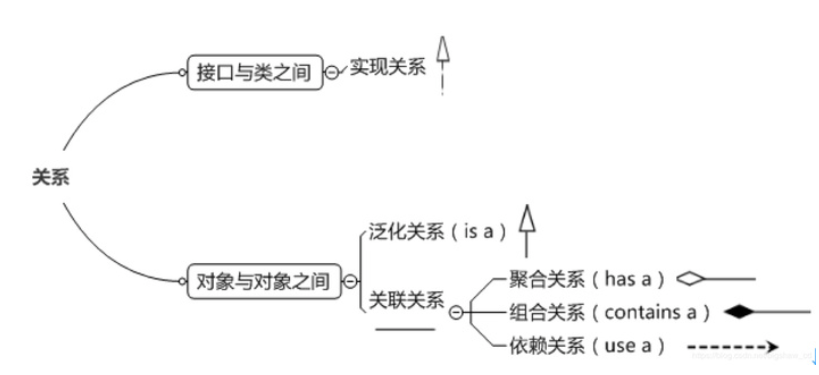 关系
接口与类之间
实现关系
对象与对象之间
泛化关系（is a）
关联关系
聚合关系（has a）
组合关系（contains a）
依赖关系（use a）